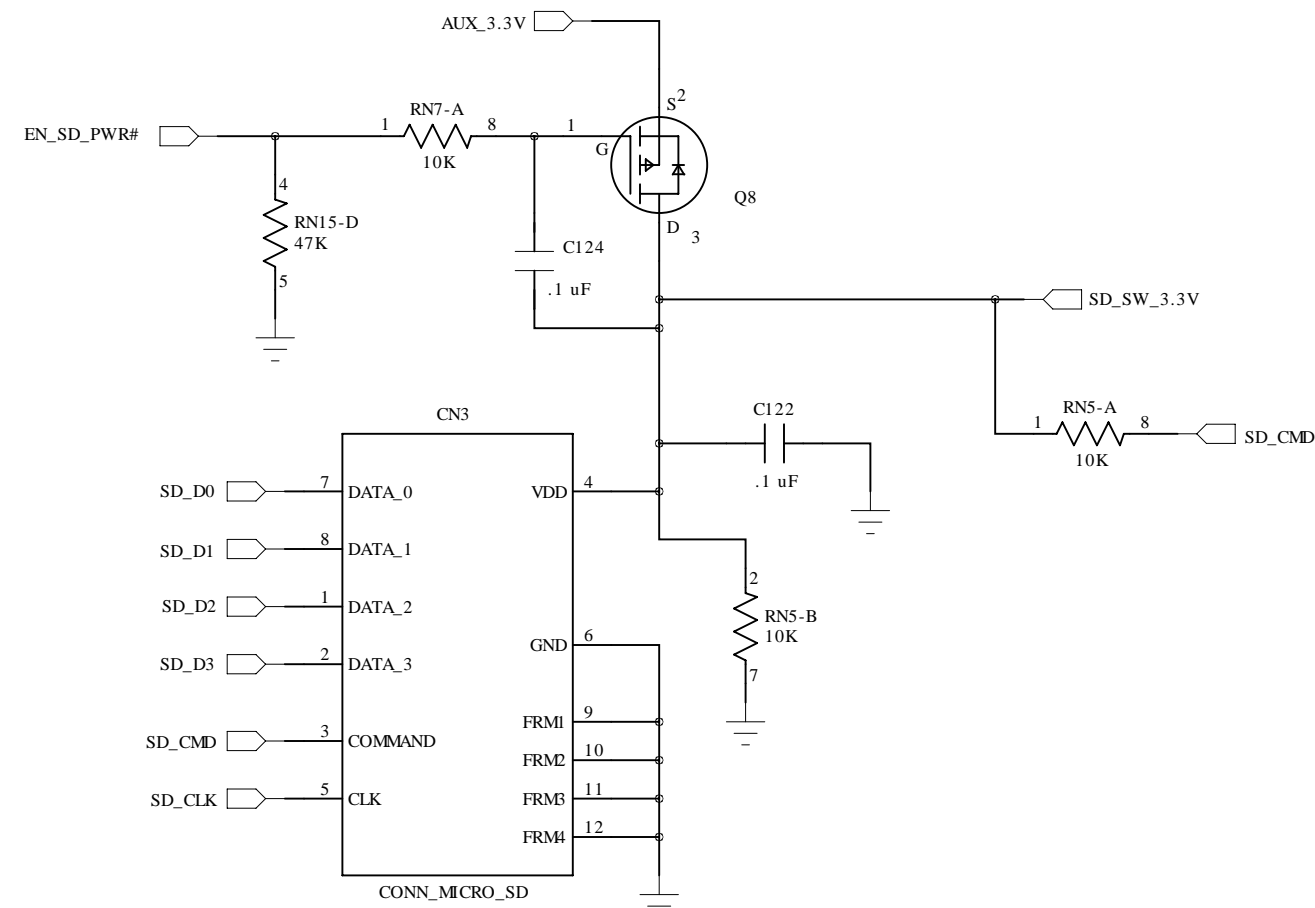 AUX_3.3V
S 2
RN7-A
EN_SD_PWR#
1
8
1
G
10K
Q8
4
RN15-D
47K
D
3
C124
5
.1 uF
SD_SW_3.3V
CN3
C122
RN5-A
1
8
SD_CMD
10K
.1 uF
SD_D0
7
DATA_0
VDD
4
SD_D1
8
DATA_1
2
SD_D2
1
DATA_2
RN5-B
10K
GND
6
SD_D3
2
DATA_3
7
FRM1
9
SD_CMD
3
COMMAND
FRM2
10
SD_CLK
5
CLK
FRM3
11
FRM4
12
CONN_MICRO_SD